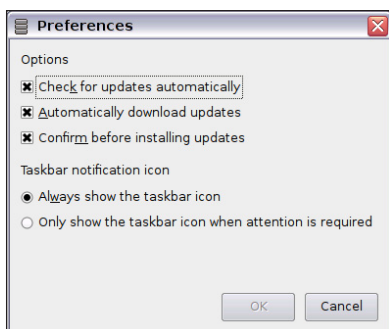 Preferences
Options
Check for updates automatically
Automatically download updates
Confirm before installing updates
Taskbar notification icon
Always show the taskbar icon
Only show the taskbar icon when attention is required
OK Cancel